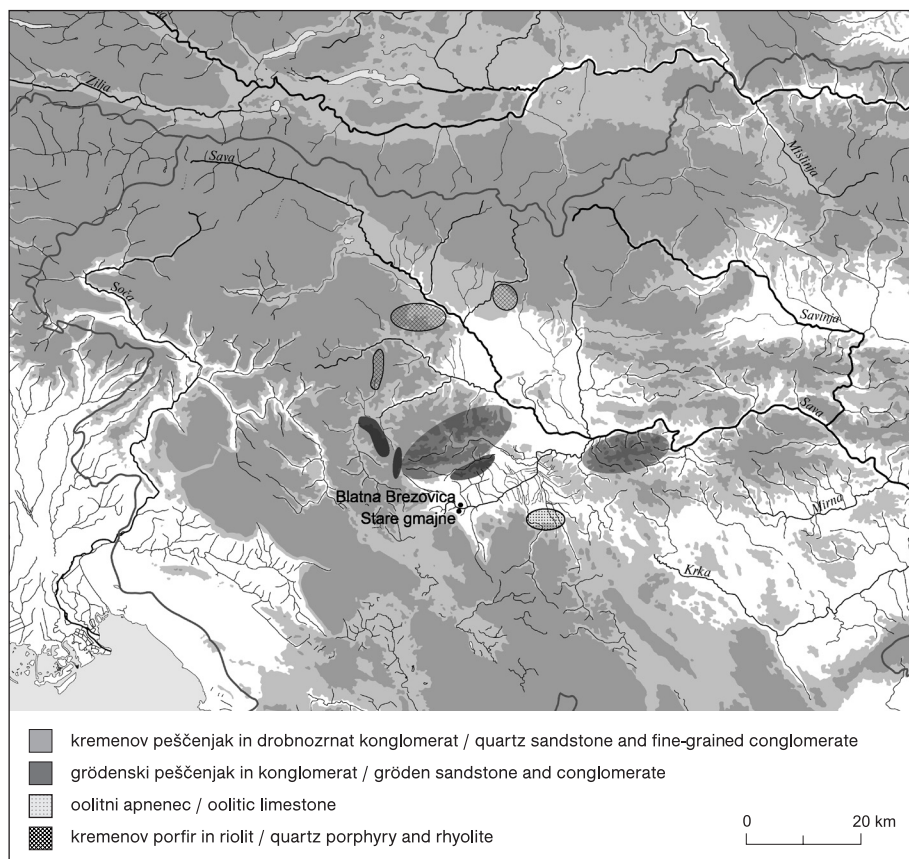 Zilja
Sava
Mislinja
Soča
Savinja
Sava
Blatna Brezovica
Stare gmajne
Mirna
Krka
kremenov peščenjak in drobnozrnat konglomerat / quartz sandstone and fine-grained conglomerate
grödenski peščenjak in konglomerat / gröden sandstone and conglomerate
oolitni apnenec / oolitic limestone
kremenov porfir in riolit / quartz porphyry and rhyolite
0 20 km